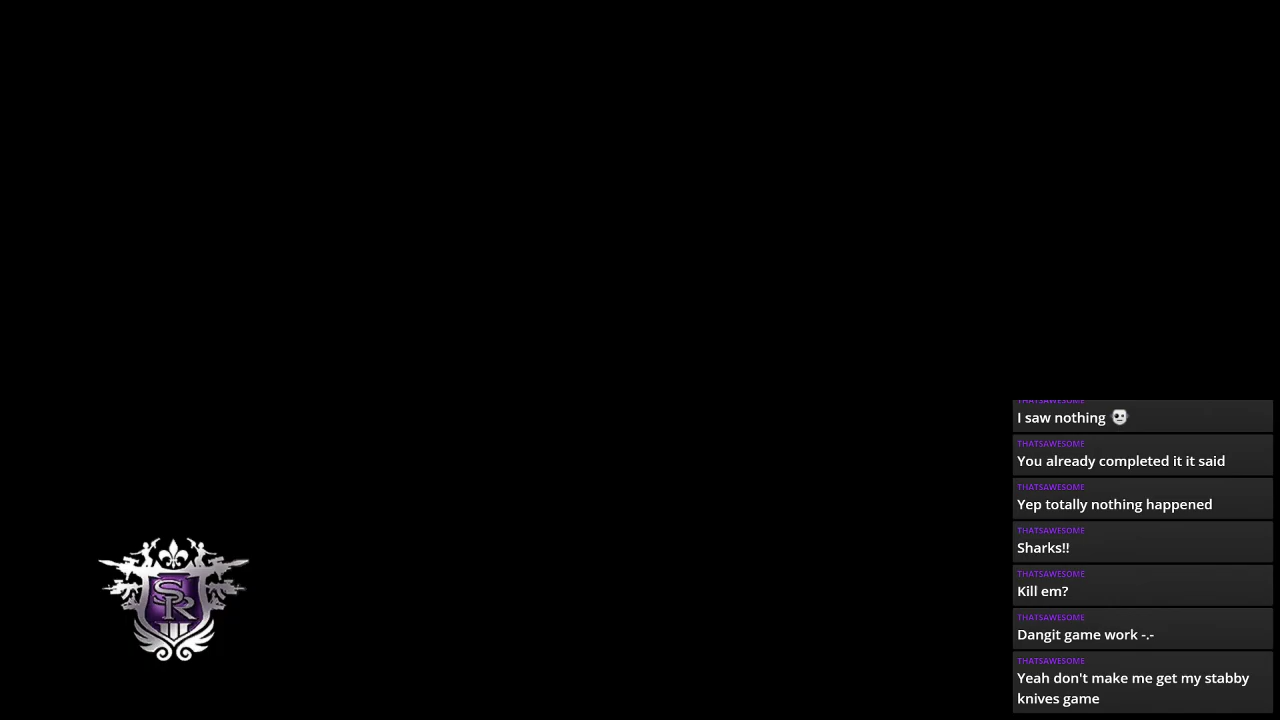 THATSAWESOME
I saw nothing
THATSAWESOME
You already completed it it said
THATSAWESOME
Yep totally nothing happened
THATSAWESOME
Sharks!!
THATSAWESOME
Kill em?
THATSAWESOME
Dangit game work -.-
THATSAWESOME
Yeah don't make me get my stabby
knives game
SR
III